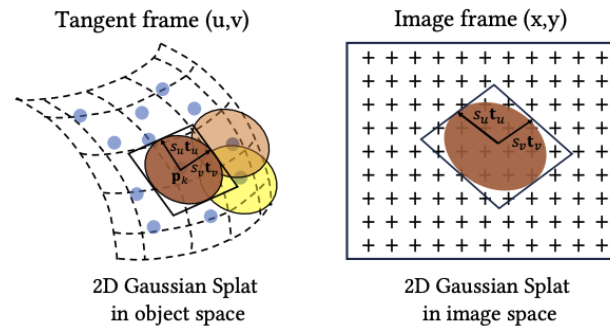 Tangent frame (u,v)
Image frame (x,y)
s_u t_u
s_v t_v
p_k
s_u t_u
s_v t_v
2D Gaussian Splat
in object space
2D Gaussian Splat
in image space